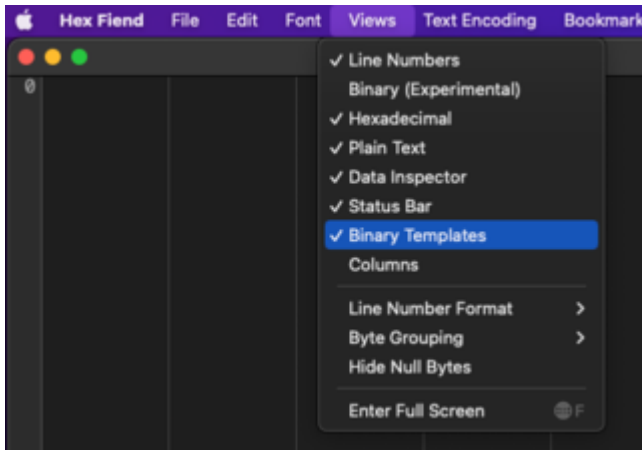 Hex Fiend File Edit Font Views Text Encoding Bookmark
✓ Line Numbers
0
Binary (Experimental)
✓ Hexadecimal
✓ Plain Text
✓ Data Inspector
✓ Status Bar
✓ Binary Templates
Columns
Line Number Format >
Byte Grouping >
Hide Null Bytes
Enter Full Screen F